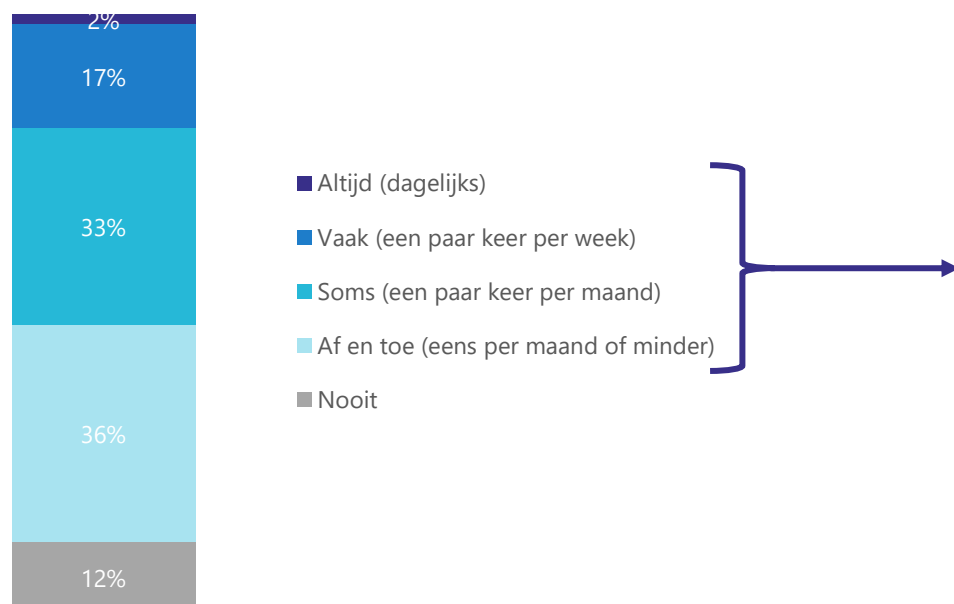 2%
17%
33%
36%
12%
Altijd (dagelijks)
Vaak (een paar keer per week)
Soms (een paar keer per maand)
Af en toe (eens per maand of minder)
Nooit